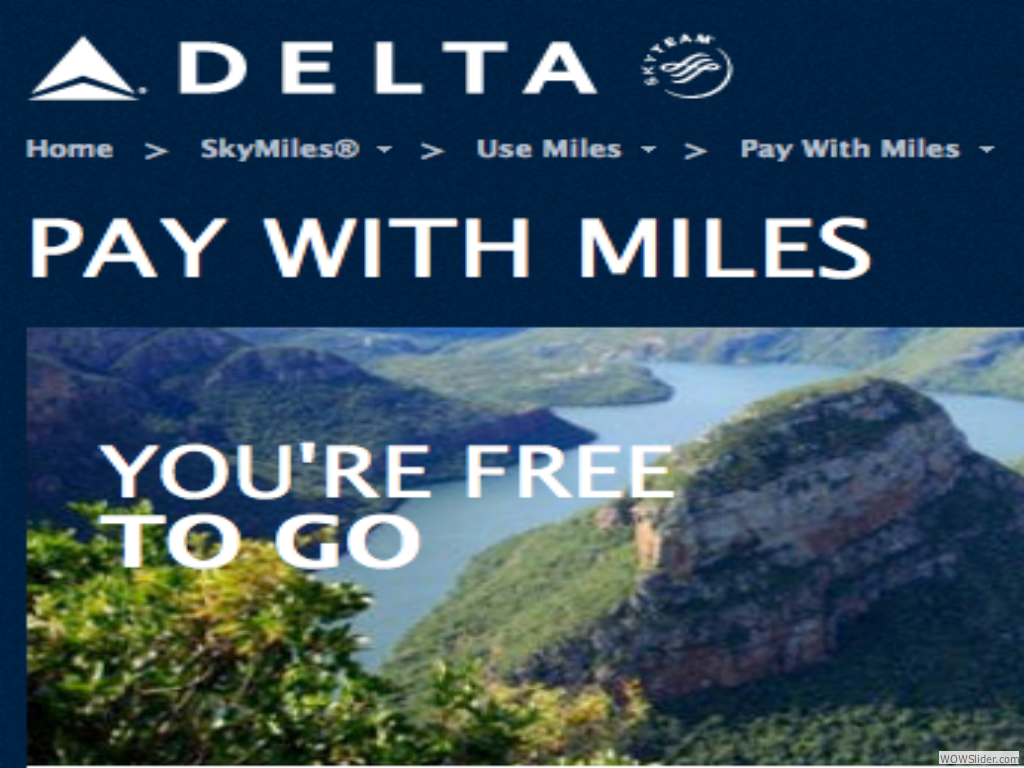 DELTA SKYTEAM
Home > SkyMiles® > Use Miles > Pay With Miles
PAY WITH MILES
YOU'RE FREE
TO GO
WOWSlider.com